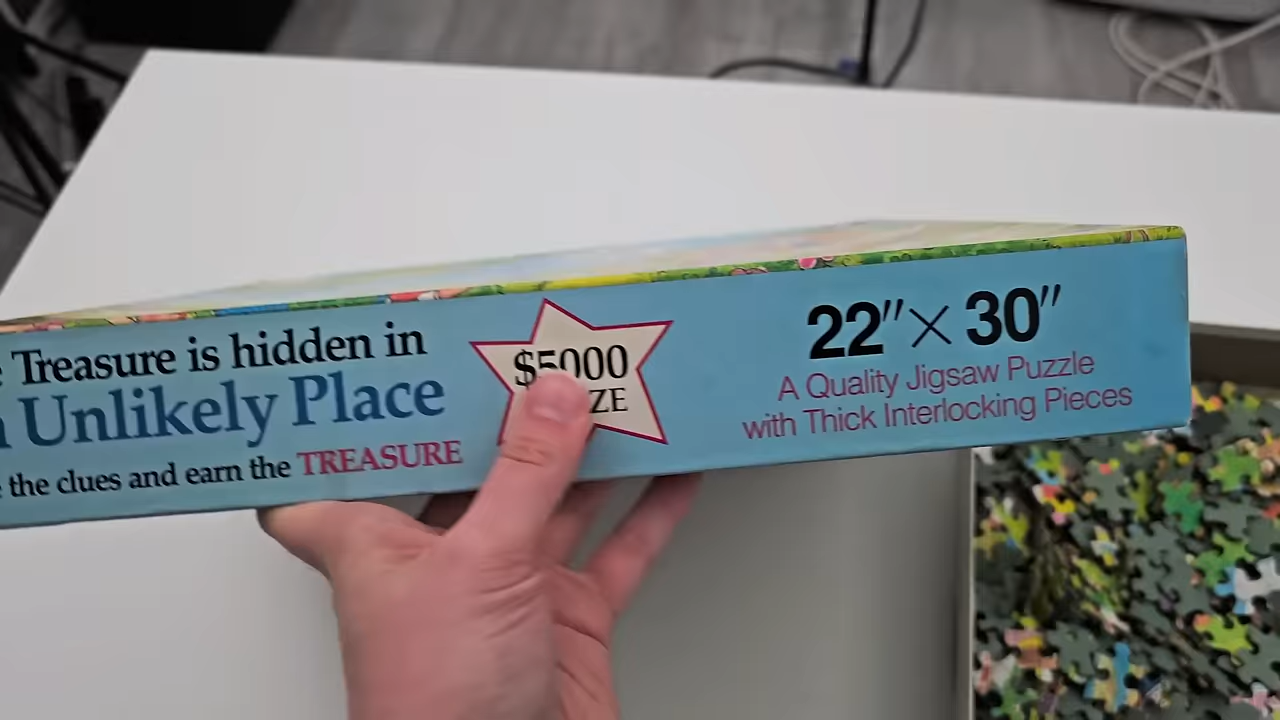 Treasure is hidden in
Unlikely Place
the clues and earn the TREASURE
$5000
22" × 30"
A Quality Jigsaw Puzzle
with Thick Interlocking Pieces